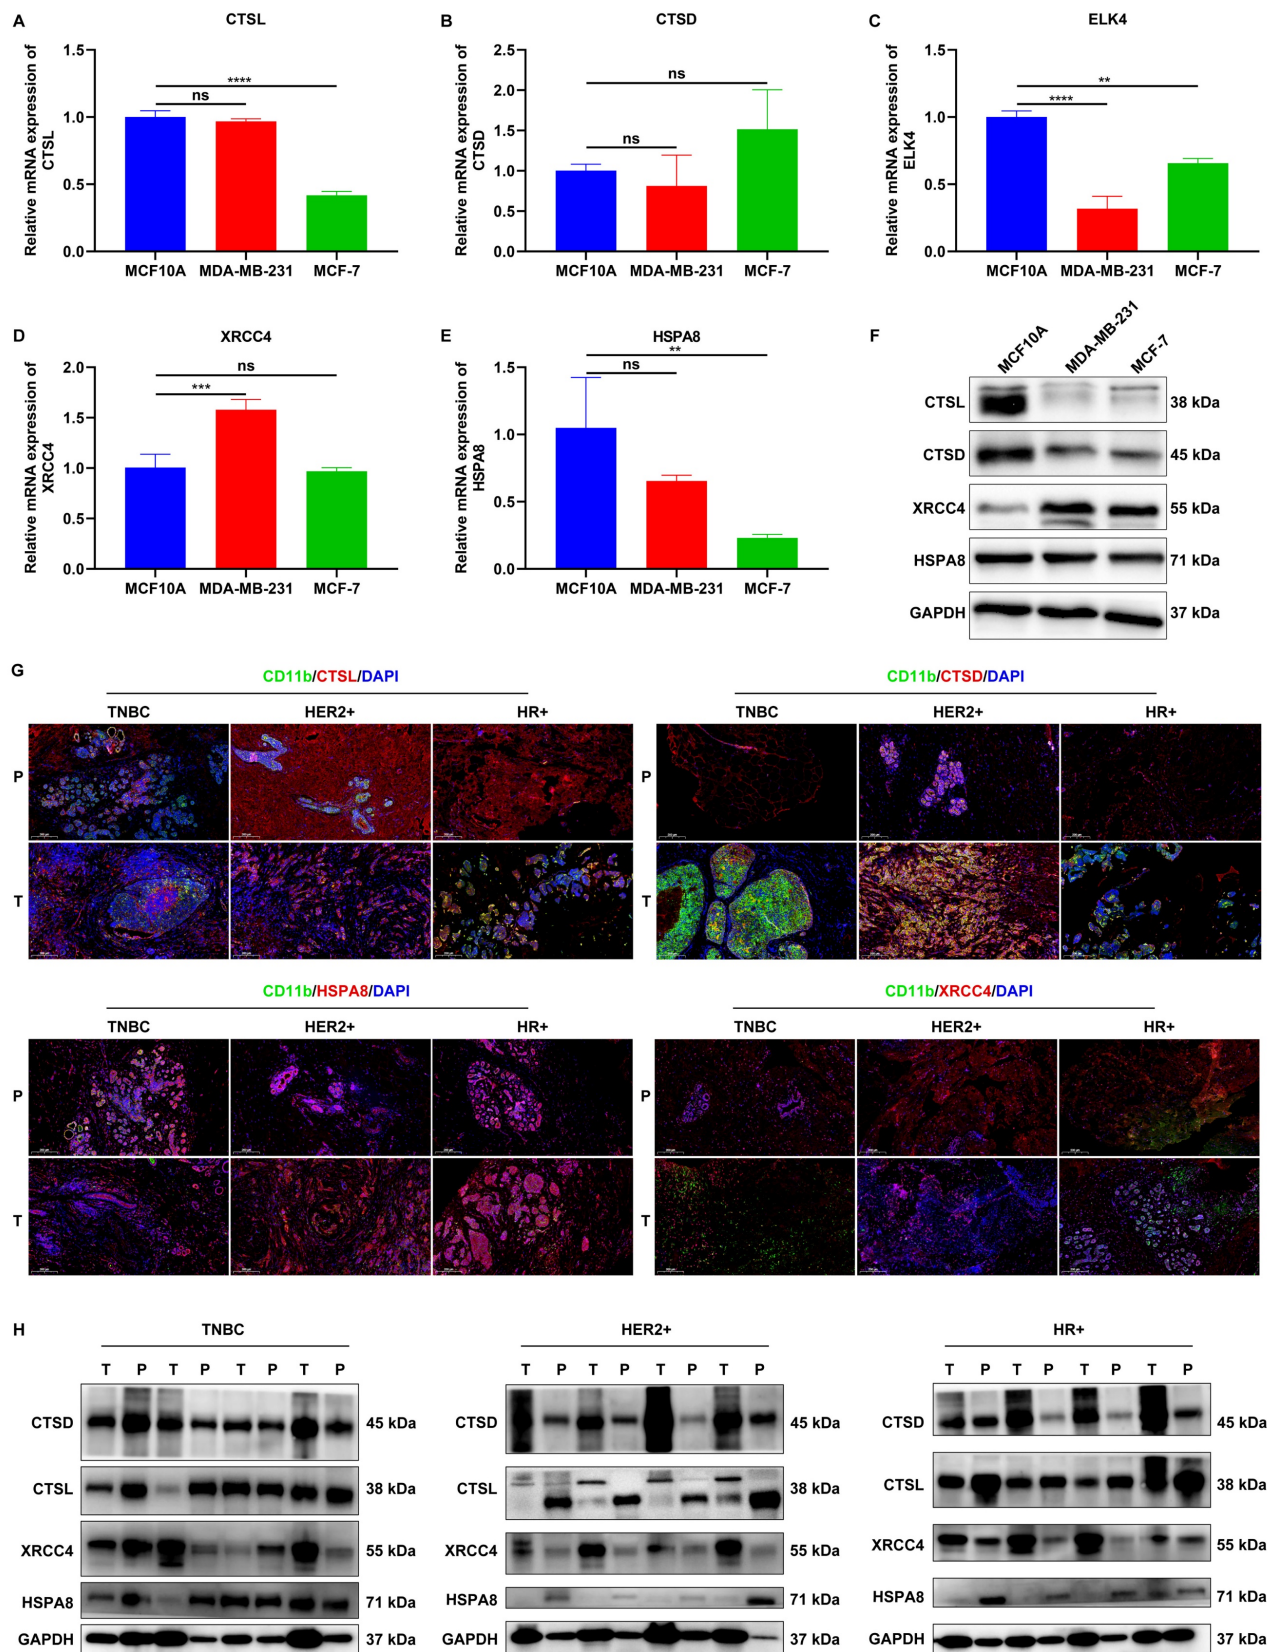 A
CTSL
Relative mRNA expression of
CTSL
1.5
1.0
0.5
0.0
****
ns
MCF10A MDA-MB-231 MCF-7
B
CTSD
Relative mRNA expression of
CTSD
2.5
2.0
1.5
1.0
0.5
0.0
ns
ns
MCF10A MDA-MB-231 MCF-7
C
ELK4
Relative mRNA expression of
ELK4
1.5
1.0
0.5
0.0
**
****
MCF10A MDA-MB-231 MCF-7
D
XRCC4
Relative mRNA expression of
XRCC4
2.0
1.5
1.0
0.5
0.0
ns
***
MCF10A MDA-MB-231 MCF-7
E
HSPA8
Relative mRNA expression of
HSPA8
1.5
1.0
0.5
0.0
**
ns
MCF10A MDA-MB-231 MCF-7
F
MCF10A MDA-MB-231 MCF-7
CTSL 38 kDa
CTSD 45 kDa
XRCC4 55 kDa
HSPA8 71 kDa
GAPDH 37 kDa
G
CD11b/CTSL/DAPI
TNBC HER2+ HR+
P
T
CD11b/CTSD/DAPI
TNBC HER2+ HR+
P
T
CD11b/HSPA8/DAPI
TNBC HER2+ HR+
P
T
CD11b/XRCC4/DAPI
TNBC HER2+ HR+
P
T
H
TNBC
T P T P T P T P
CTSD 45 kDa
CTSL 38 kDa
XRCC4 55 kDa
HSPA8 71 kDa
GAPDH 37 kDa
HER2+
T P T P T P T P
CTSD 45 kDa
CTSL 38 kDa
XRCC4 55 kDa
HSPA8 71 kDa
GAPDH 37 kDa
HR+
T P T P T P T P
CTSD 45 kDa
CTSL 38 kDa
XRCC4 55 kDa
HSPA8 71 kDa
GAPDH 37 kDa